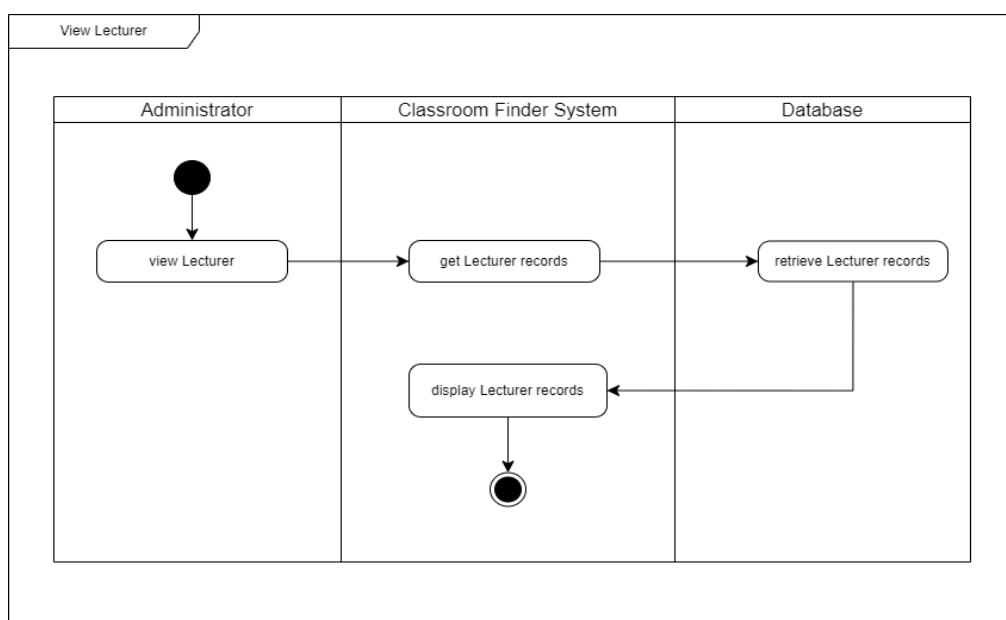 View Lecturer
Administrator
Classroom Finder System
Database
view Lecturer
get Lecturer records
retrieve Lecturer records
display Lecturer records